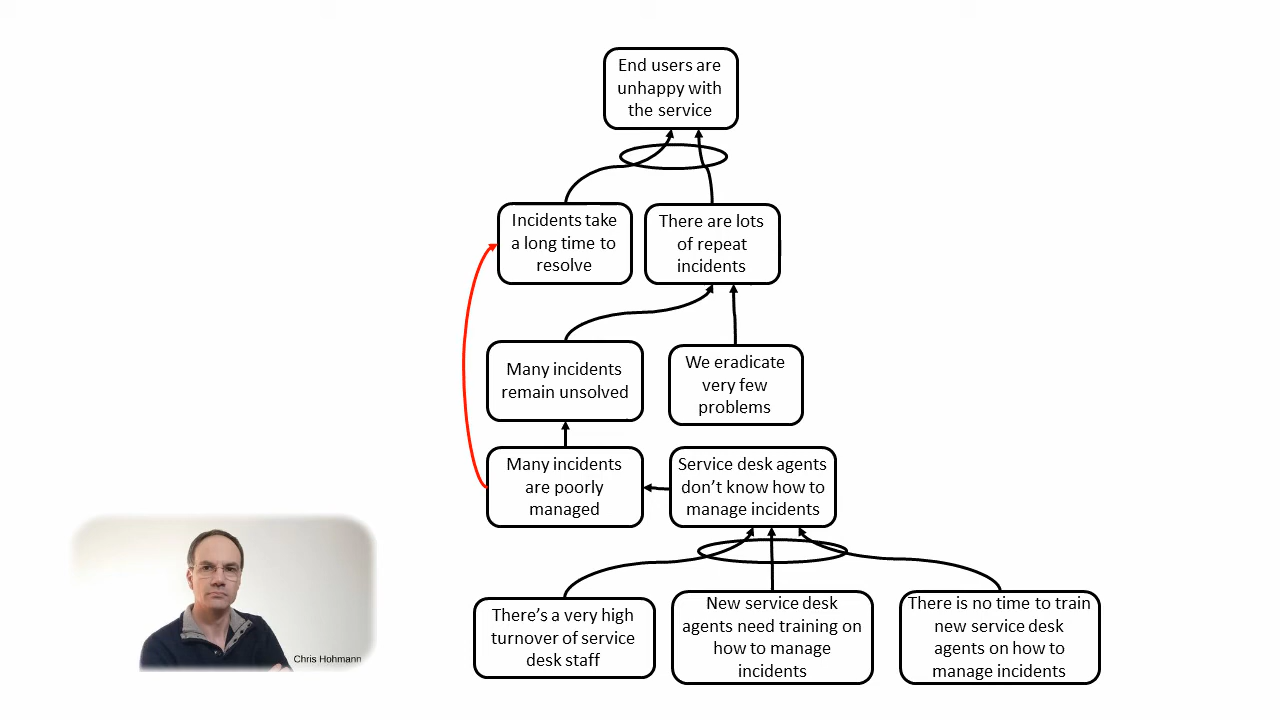 End users are
unhappy with
the service
Incidents take
a long time to
resolve
There are lots
of repeat
incidents
Many incidents
remain unsolved
We eradicate
very few
problems
Many incidents
are poorly
managed
Service desk agents
don't know how to
manage incidents
There's a very high
turnover of service
desk staff
New service desk
agents need training on
how to manage
incidents
There is no time to train
new service desk
agents on how to
manage incidents
Chris Hohmann